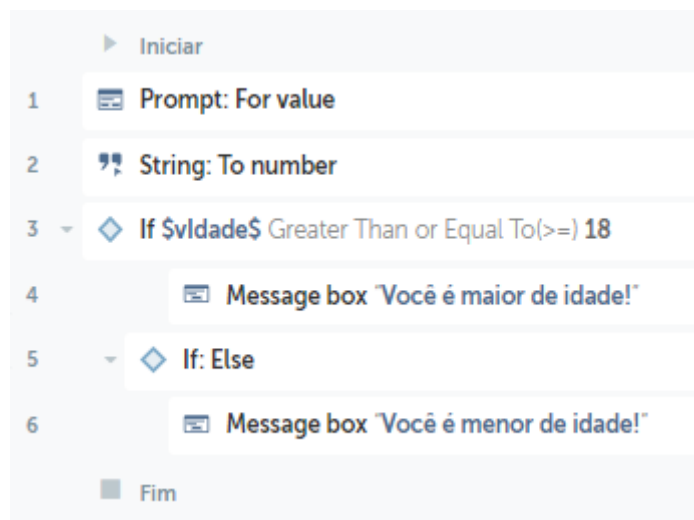 Iniciar
1 Prompt: For value
2 String: To number
3 If $vIdade$ Greater Than or Equal To(>=) 18
4 Message box "Você é maior de idade!"
5 If: Else
6 Message box "Você é menor de idade!"
Fim